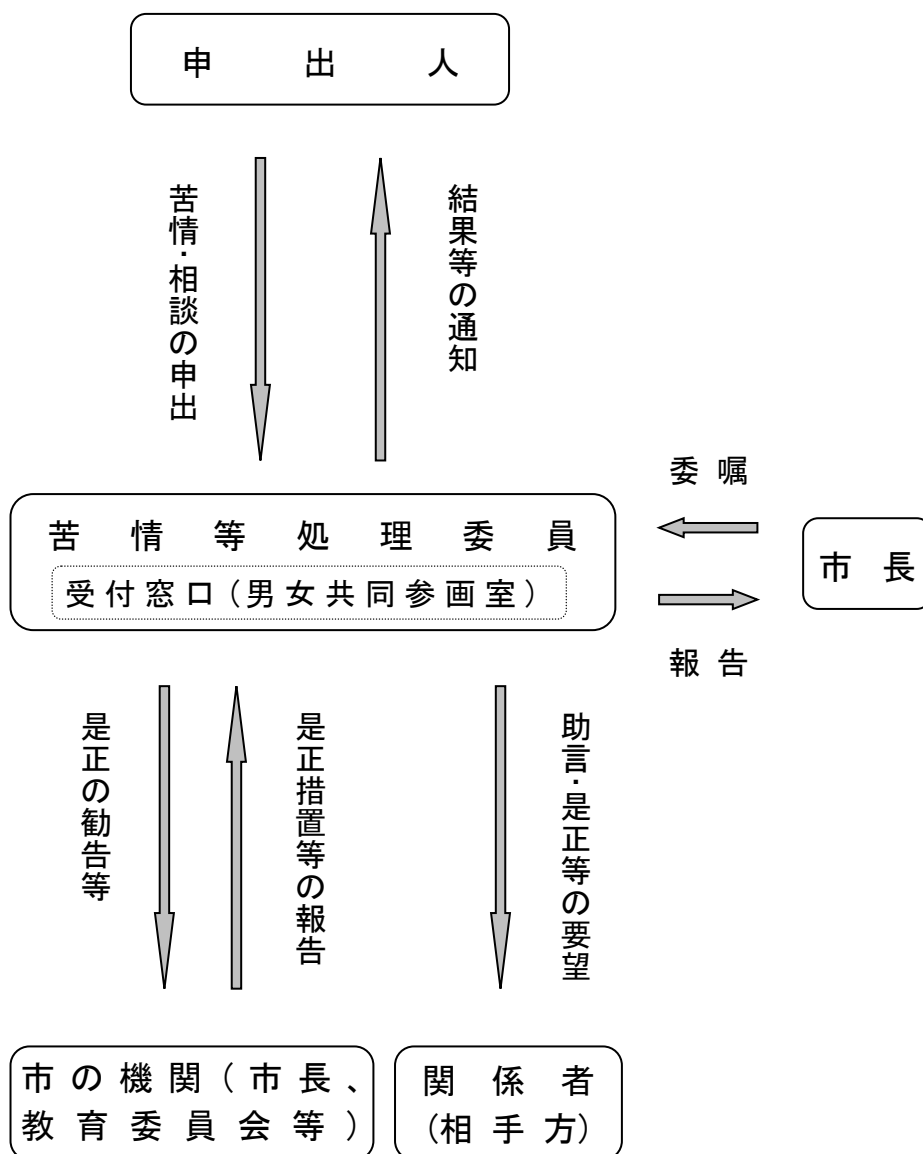 申出人
苦情・相談の申出
結果等の通知
委嘱
苦情等処理委員
受付窓口(男女共同参画室)
市長
報告
是正の勧告等
是正措置等の報告
助言・是正等の要望
市の機関(市長、
教育委員会等)
関係者
(相手方)